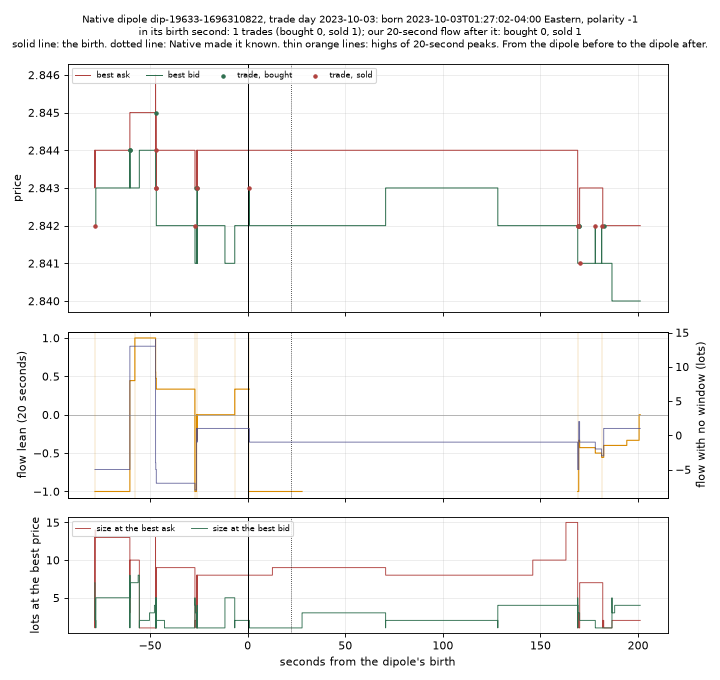 Native dipole dip-19633-1696310822, trade day 2023-10-03: born 2023-10-03T01:27:02-04:00 Eastern, polarity -1
in its birth second: 1 trades (bought 0, sold 1); our 20-second flow after it: bought 0, sold 1
solid line: the birth. dotted line: Native made it known. thin orange lines: highs of 20-second peaks. From the dipole before to the dipole after.
best ask best bid trade, bought trade, sold
2.846
2.845
2.844
2.843
2.842
2.841
2.840
price
1.0
0.5
0.0
−0.5
−1.0
flow lean (20 seconds)
15
10
5
0
−5
flow with no window (lots)
size at the best ask size at the best bid
15
10
5
lots at the best price
−50 0 50 100 150 200
seconds from the dipole's birth